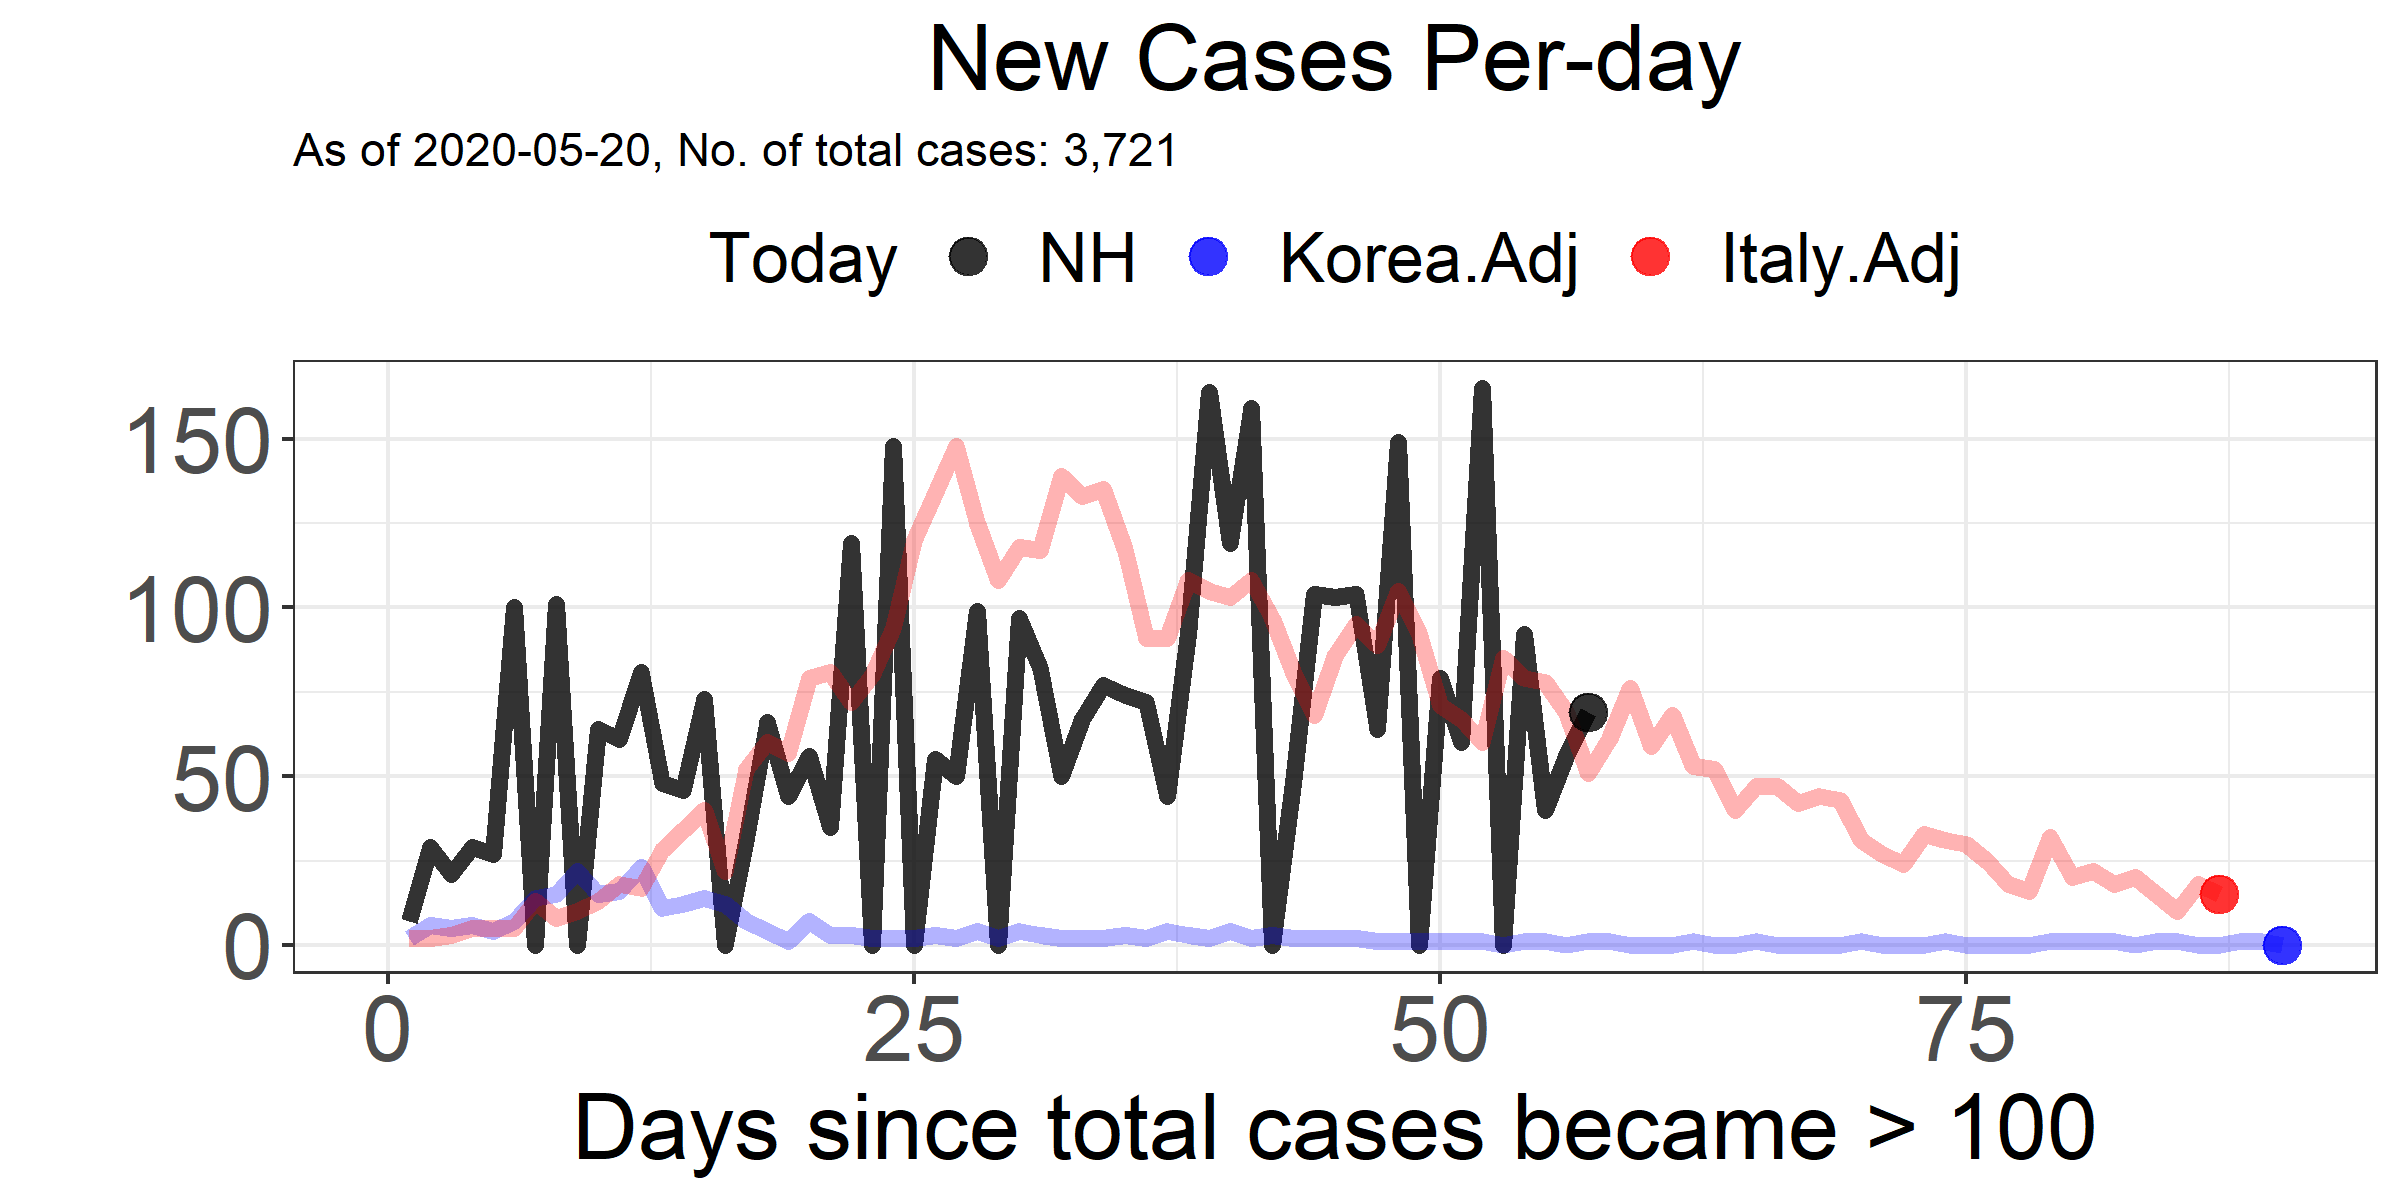 New Cases Per-day
As of 2020-05-20, No. of total cases: 3,721
Today NH Korea.Adj Italy.Adj
150
100
50
0
0 25 50 75
Days since total cases became > 100